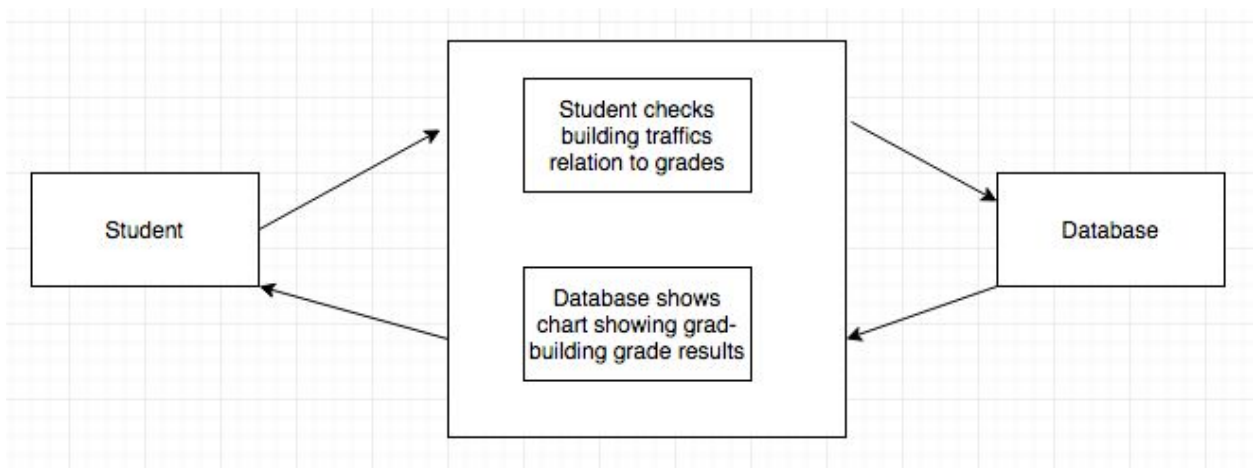 Student checks
building traffics
relation to grades
Student
Database
Database shows
chart showing grad-
building grade results